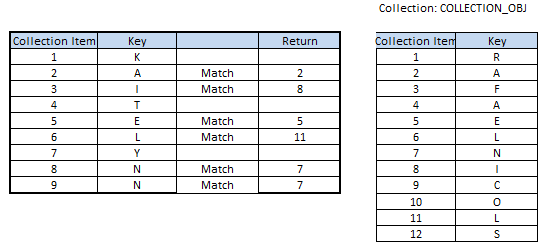 Collection: COLLECTION_OBJ
Collection Item Key Return
1 K
2 A Match 2
3 I Match 8
4 T
5 E Match 5
6 L Match 11
7 Y
8 N Match 7
9 N Match 7
Collection Item Key
1 R
2 A
3 F
4 A
5 E
6 L
7 N
8 I
9 C
10 O
11 L
12 S